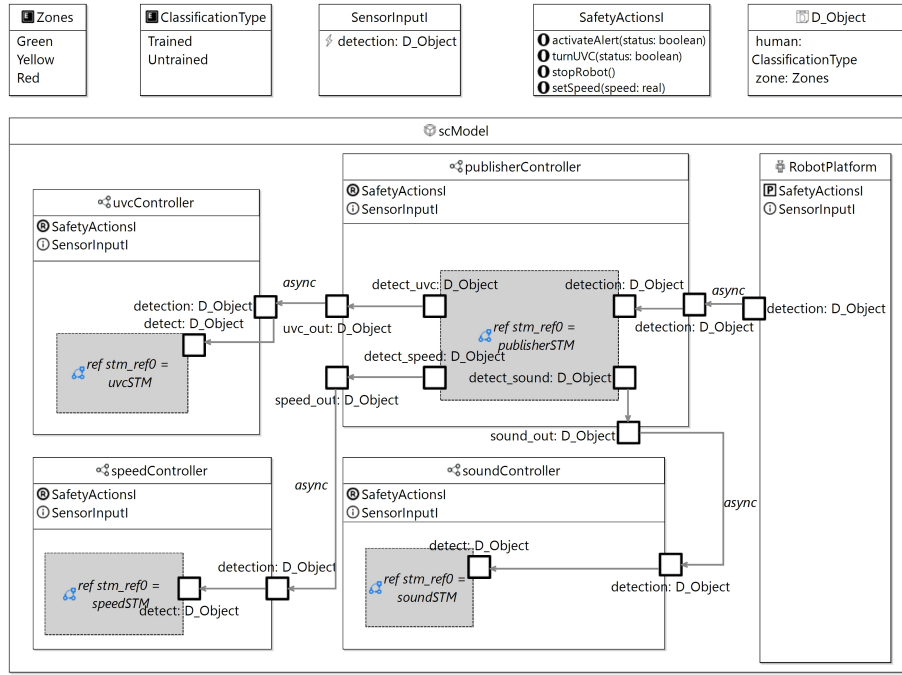 Zones
Green
Yellow
Red
ClassificationType
Trained
Untrained
SensorInputI
detection: D_Object
SafetyActionsI
activateAlert(status: boolean)
turnUVC(status: boolean)
stopRobot()
setSpeed(speed: real)
D_Object
human:
ClassificationType
zone: Zones
scModel
publisherController
SafetyActionsI
SensorInputI
RobotPlatform
SafetyActionsI
SensorInputI
uvcController
SafetyActionsI
SensorInputI
async
detect_uvc: D_Object
detection: D_Object
async
detection: D_Object
detect: D_Object
uvc_out: D_Object
detection: D_Object
detection: D_Object
ref stm_ref0 =
publisherSTM
ref stm_ref0 =
uvcSTM
detect_speed: D_Object
detect_sound: D_Object
speed_out: D_Object
sound_out: D_Object
speedController
SafetyActionsI
SensorInputI
async
soundController
SafetyActionsI
SensorInputI
async
detection: D_Object
ref stm_ref0 =
speedSTM
detect: D_Object
detect: D_Object
ref stm_ref0 =
soundSTM
detection: D_Object